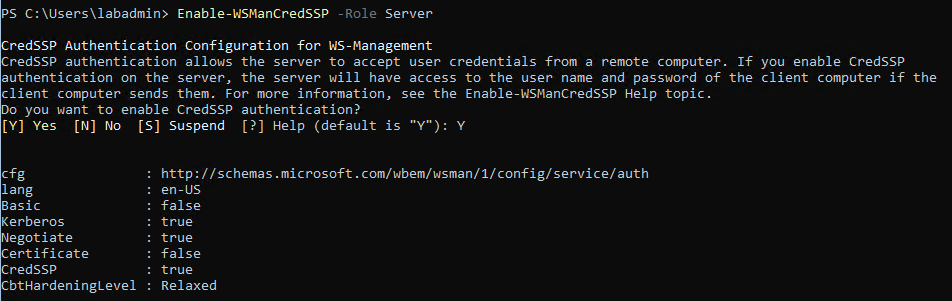 PS C:\Users\labadmin> Enable-WSManCredSSP -Role Server
CredSSP Authentication Configuration for WS-Management
CredSSP authentication allows the server to accept user credentials from a remote computer. If you enable CredSSP
authentication on the server, the server will have access to the user name and password of the client computer if the
client computer sends them. For more information, see the Enable-WSManCredSSP Help topic.
Do you want to enable CredSSP authentication?
[Y] Yes  [N] No  [S] Suspend  [?] Help (default is "Y"): Y
cfg               : http://schemas.microsoft.com/wbem/wsman/1/config/service/auth
lang              : en-US
Basic             : false
Kerberos          : true
Negotiate         : true
Certificate       : false
CredSSP           : true
CbtHardeningLevel : Relaxed